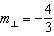 m⊥ = -4/3